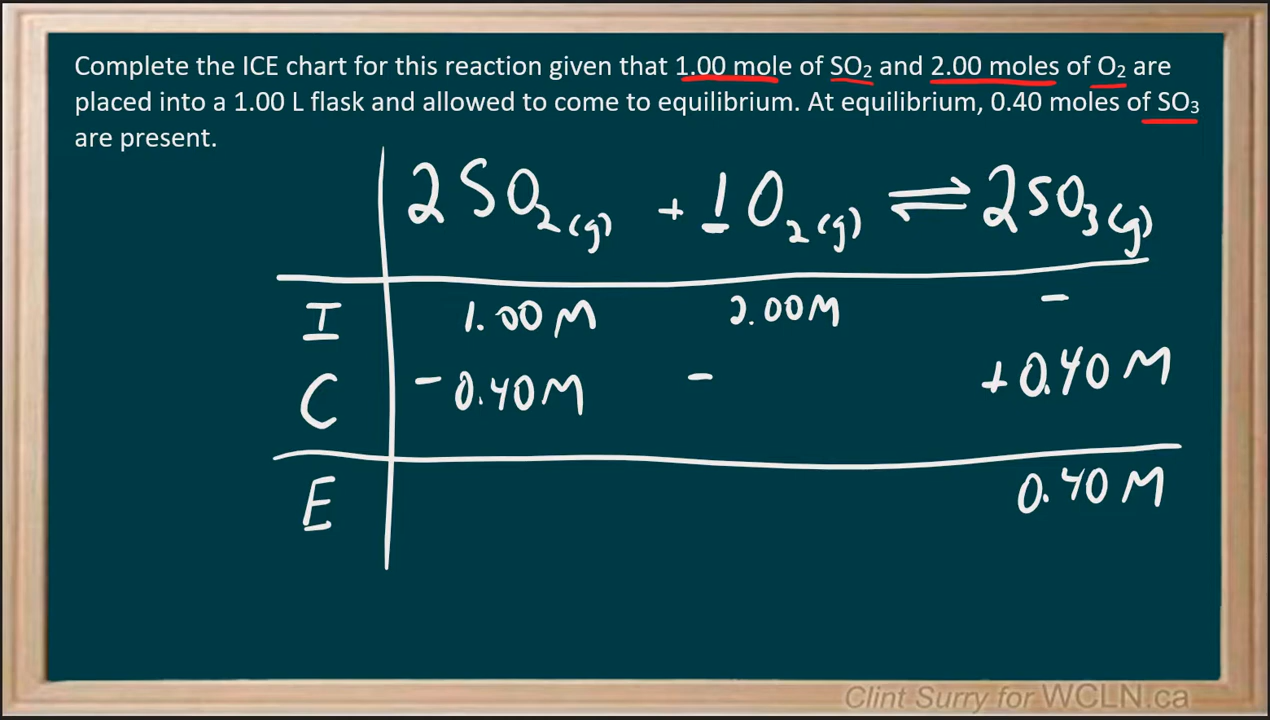 Complete the ICE chart for this reaction given that 1.00 mole of SO₂ and 2.00 moles of O₂ are
placed into a 1.00 L flask and allowed to come to equilibrium. At equilibrium, 0.40 moles of SO₃
are present.
2SO₂(g) + 1O₂(g) ⇌ 2SO₃(g)
I 1.00 M 2.00 M -
C -0.40 M - +0.40 M
E 0.40 M
Clint Surry for WCLN.ca